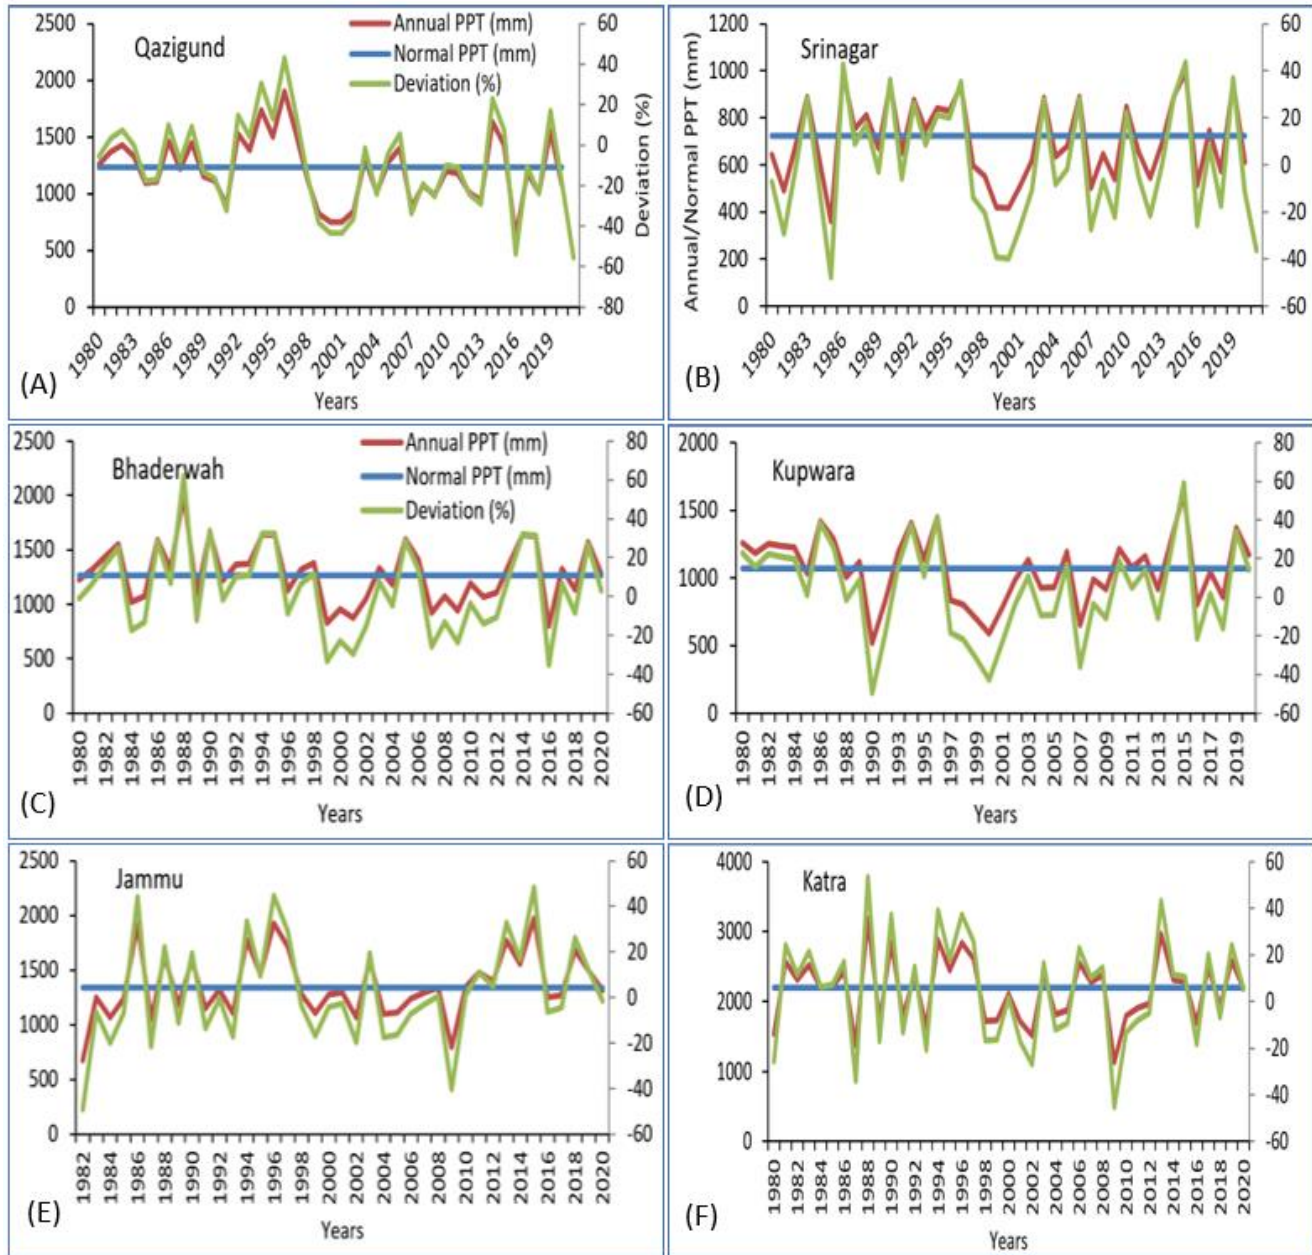 Qazigund
Annual PPT (mm)
Normal PPT (mm)
Deviation (%)
2500
2000
1500
1000
500
0
60
40
20
0
-20
-40
-60
-80
Deviation (%)
1980 1983 1986 1989 1992 1995 1998 2001 2004 2007 2010 2013 2016 2019
Years
(A)
Srinagar
Annual/Normal PPT (mm)
1200
1000
800
600
400
200
0
60
40
20
0
-20
-40
-60
1980 1983 1986 1989 1992 1995 1998 2001 2004 2007 2010 2013 2016 2019
Years
(B)
Bhaderwah
Annual PPT (mm)
Normal PPT (mm)
Deviation (%)
2500
2000
1500
1000
500
0
80
60
40
20
0
-20
-40
-60
1980 1982 1984 1986 1988 1990 1992 1994 1996 1998 2000 2002 2004 2006 2008 2010 2012 2014 2016 2018 2020
Years
(C)
Kupwara
2000
1500
1000
500
0
80
60
40
20
0
-20
-40
-60
1980 1982 1984 1986 1988 1990 1993 1995 1997 1999 2001 2003 2005 2007 2009 2011 2013 2015 2017 2019
Years
(D)
Jammu
2500
2000
1500
1000
500
0
60
40
20
0
-20
-40
-60
1982 1984 1986 1988 1990 1992 1994 1996 1998 2000 2002 2004 2006 2008 2010 2012 2014 2016 2018 2020
Years
(E)
Katra
4000
3000
2000
1000
0
60
40
20
0
-20
-40
-60
1980 1982 1984 1986 1988 1990 1992 1994 1996 1998 2000 2002 2004 2006 2008 2010 2012 2014 2016 2018 2020
Years
(F)